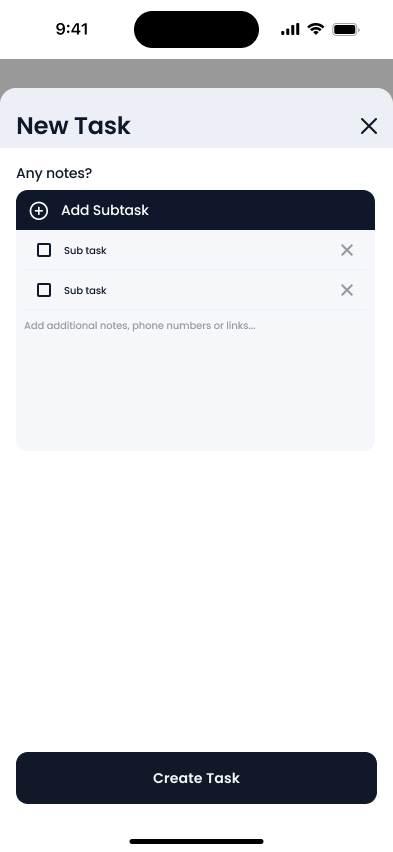 9:41
New Task
Any notes?
Add Subtask
Sub task
Sub task
Add additional notes, phone numbers or links...
Create Task